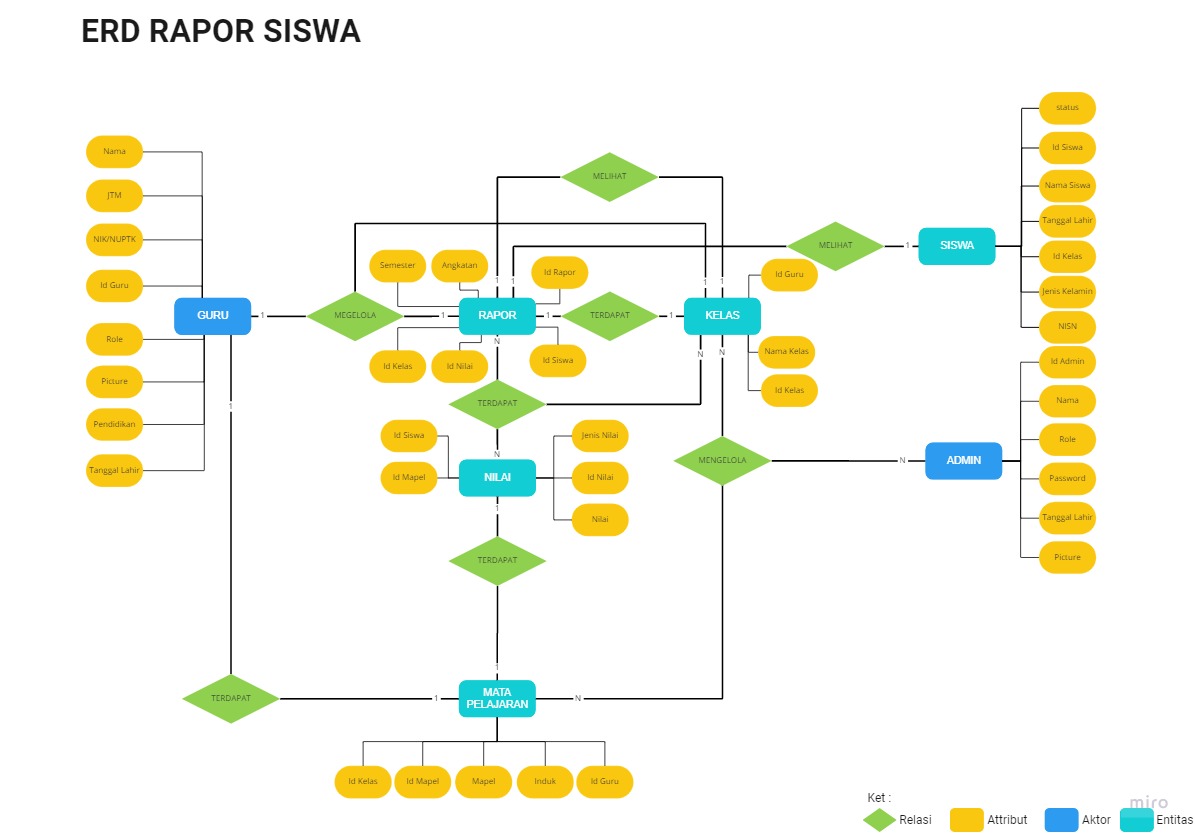 ERD RAPOR SISWA
status
Nama
Id Siswa
MELIHAT
Nama Siswa
JTM
Tanggal Lahir
NIK/NUPTK
MELIHAT
1
SISWA
Id Kelas
Semester
Angkatan
Id Rapor
Id Guru
Id Guru
1
1
1
1
Jenis Kelamin
GURU
1
MEGELOLA
1
RAPOR
1
TERDAPAT
1
KELAS
NISN
Role
N
Id Kelas
Id Nilai
Id Siswa
N
N
Nama Kelas
Id Admin
Picture
Id Kelas
1
TERDAPAT
Nama
Pendidikan
Id Siswa
Jenis Nilai
Role
N
MENGELOLA
N
ADMIN
Tanggal Lahir
Id Mapel
NILAI
Id Nilai
Password
1
Nilai
Tanggal Lahir
TERDAPAT
Picture
1
TERDAPAT
1
MATA
PELAJARAN
N
Id Kelas
Id Mapel
Mapel
Induk
Id Guru
Ket :
miro
Relasi
Attribut
Aktor
Entitas